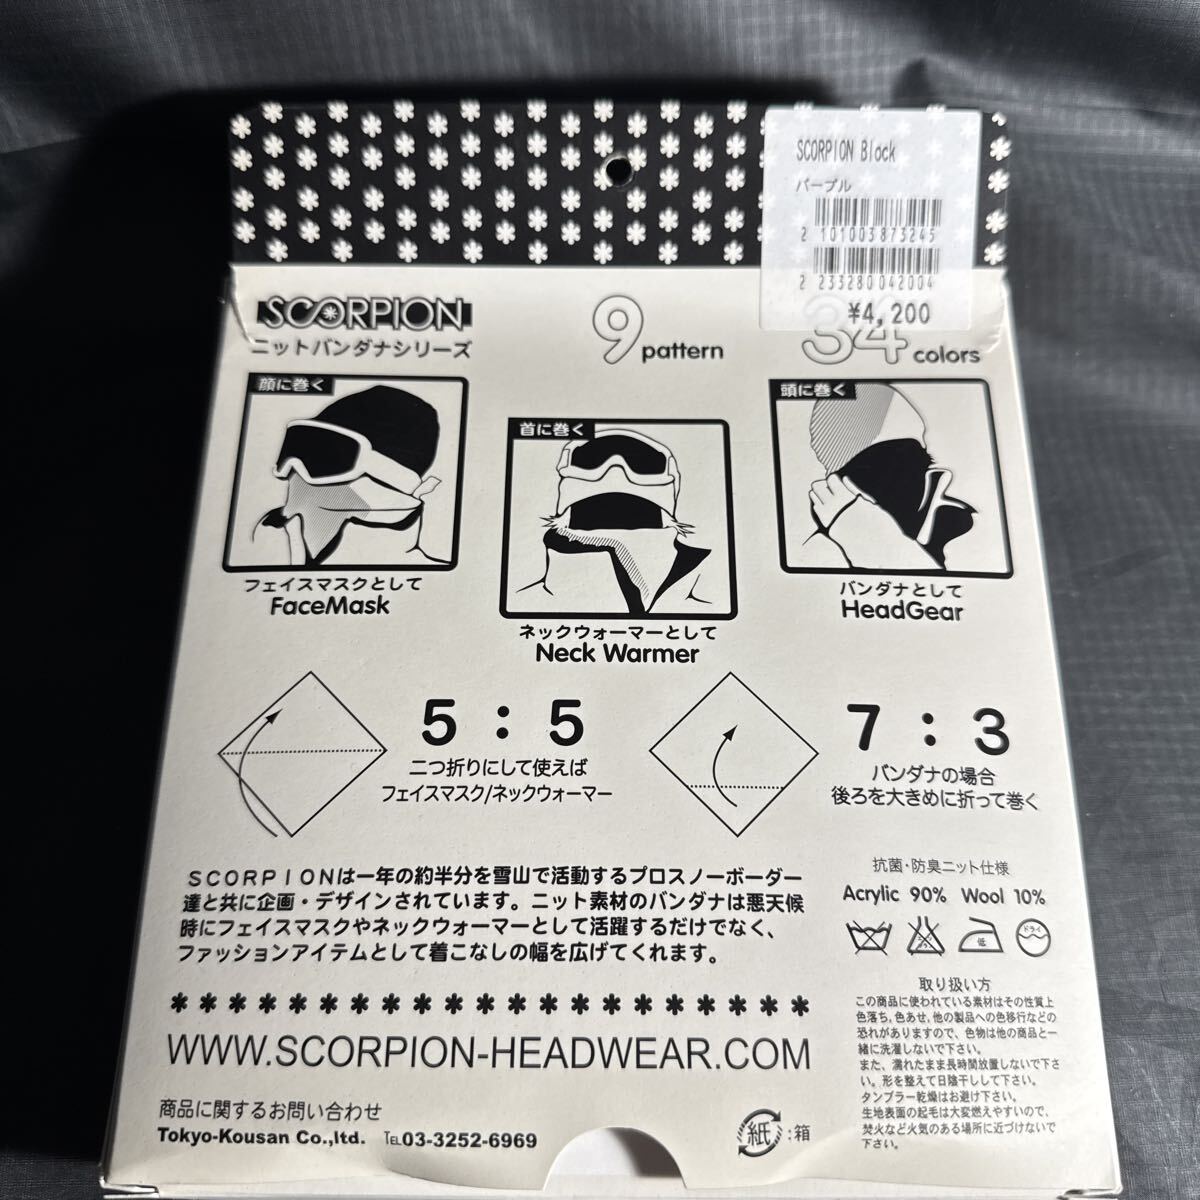 SCORPION Block
パープル
2 101003 873245
2 233280 042004
¥4,200
SCORPION
ニットバンダナシリーズ
9 pattern
34 colors
顔に巻く
フェイスマスクとして
FaceMask
首に巻く
ネックウォーマーとして
Neck Warmer
頭に巻く
バンダナとして
HeadGear
5 : 5
二つ折りにして使えば
フェイスマスク/ネックウォーマー
7 : 3
バンダナの場合
後ろを大きめに折って巻く
SCORPIONは一年の約半分を雪山で活動するプロスノーボーダー
達と共に企画・デザインされています。ニット素材のバンダナは悪天候
時にフェイスマスクやネックウォーマーとして活躍するだけでなく、
ファッションアイテムとして着こなしの幅を広げてくれます。
WWW.SCORPION-HEADWEAR.COM
商品に関するお問い合わせ
Tokyo-Kousan Co.,ltd. TEL03-3252-6969
紙 :箱
抗菌・防臭ニット仕様
Acrylic 90% Wool 10%
低
ドライ
取り扱い方
この商品に使われている素材はその性質上
色落ち、色あせ、他の製品への色移行などの
恐れがありますので、色物は他の商品と一
緒に洗濯しないで下さい。
また、濡れたまま長時間放置しないで下さ
い。形を整えて日陰干しして下さい。
タンブラー乾燥はお避け下さい。
生地表面の起毛は大変燃えやすいので、
焚火など火気のある場所に近づけないで
下さい。